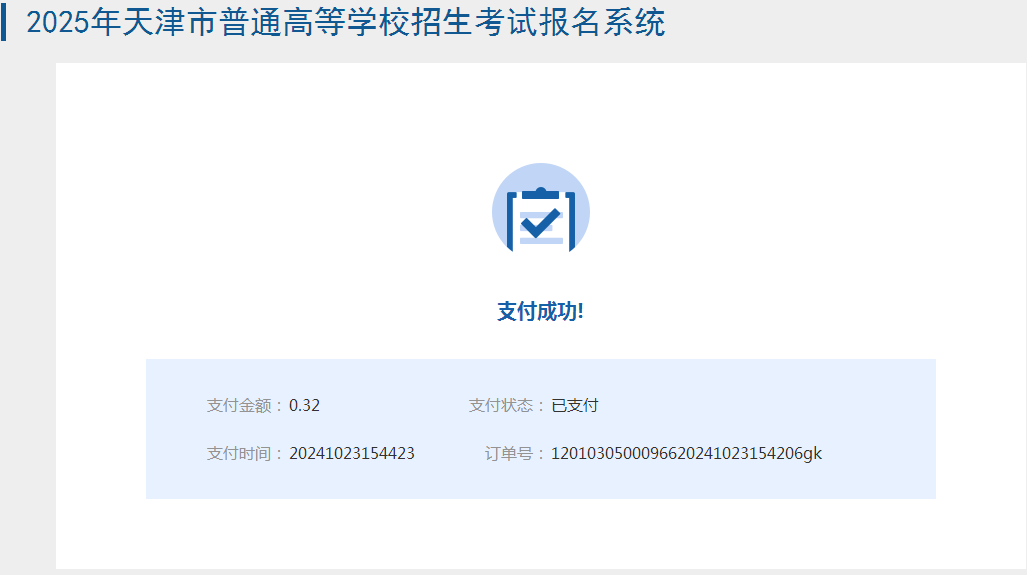 2025年天津市普通高等学校招生考试报名系统
支付成功!
支付金额：0.32 支付状态：已支付
支付时间：20241023154423 订单号：1201030500096620241023154206gk